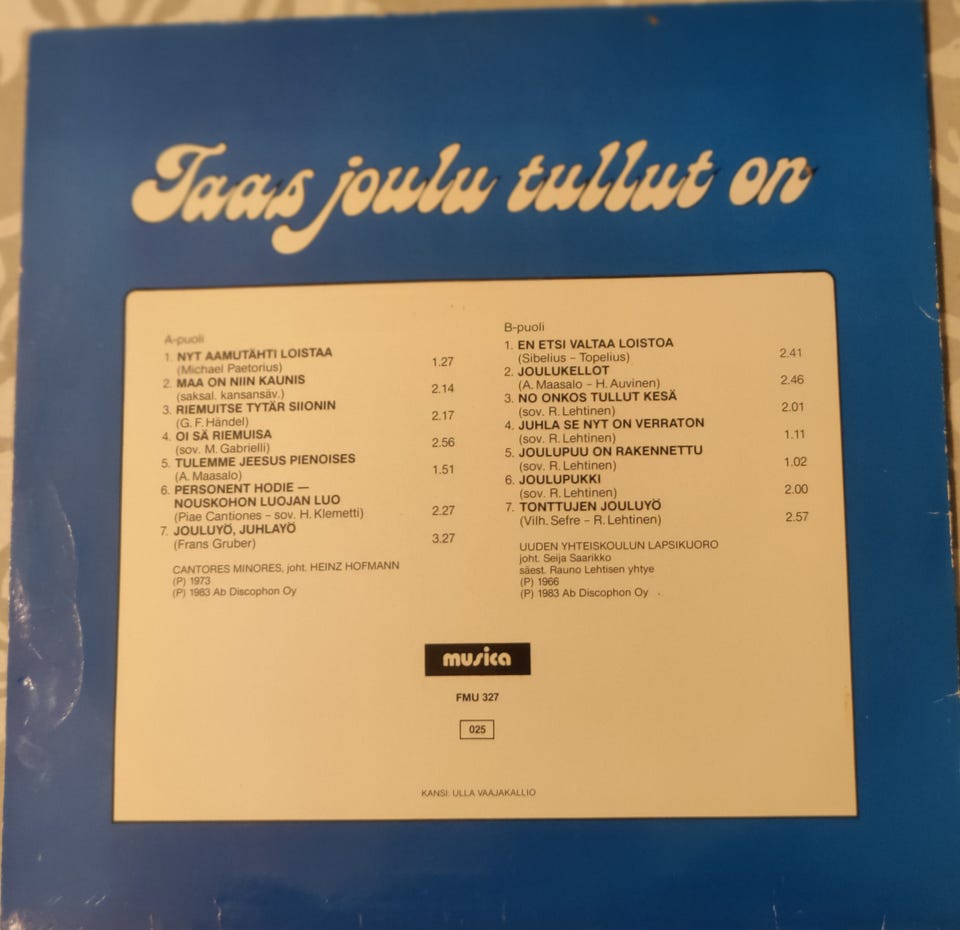 Taas joulu tullut on
A-puoli
1. NYT AAMUTÄHTI LOISTAA
(Michael Paetorius) 1.27
2. MAA ON NIIN KAUNIS
(saksal. kansansäv.) 2.14
3. RIEMUITSE TYTÄR SIIONIN
(G. F. Händel) 2.17
4. OI SÄ RIEMUISA
(sov. M. Gabrielli) 2.56
5. TULEMME JEESUS PIENOISES
(A. Maasalo) 1.51
6. PERSONENT HODIE —
NOUSKOHON LUOJAN LUO
(Piae Cantiones – sov. H. Klemetti) 2.27
7. JOULUYÖ, JUHLAYÖ
(Frans Gruber) 3.27
CANTORES MINORES, joht. HEINZ HOFMANN
(P) 1973
(P) 1983 Ab Discophon Oy
B-puoli
1. EN ETSI VALTAA LOISTOA
(Sibelius – Topelius) 2.41
2. JOULUKELLOT
(A. Maasalo – H. Auvinen) 2.46
3. NO ONKOS TULLUT KESÄ
(sov. R. Lehtinen) 2.01
4. JUHLA SE NYT ON VERRATON
(sov. R. Lehtinen) 1.11
5. JOULUPUU ON RAKENNETTU
(sov. R. Lehtinen) 1.02
6. JOULUPUKKI
(sov. R. Lehtinen) 2.00
7. TONTTUJEN JOULUYÖ
(Vilh. Sefre – R. Lehtinen) 2.57
UUDEN YHTEISKOULUN LAPSIKUORO
joht. Seija Saarikko
säest. Rauno Lehtisen yhtye
(P) 1966
(P) 1983 Ab Discophon Oy
musica
FMU 327
025
KANSI: ULLA VAAJAKALLIO